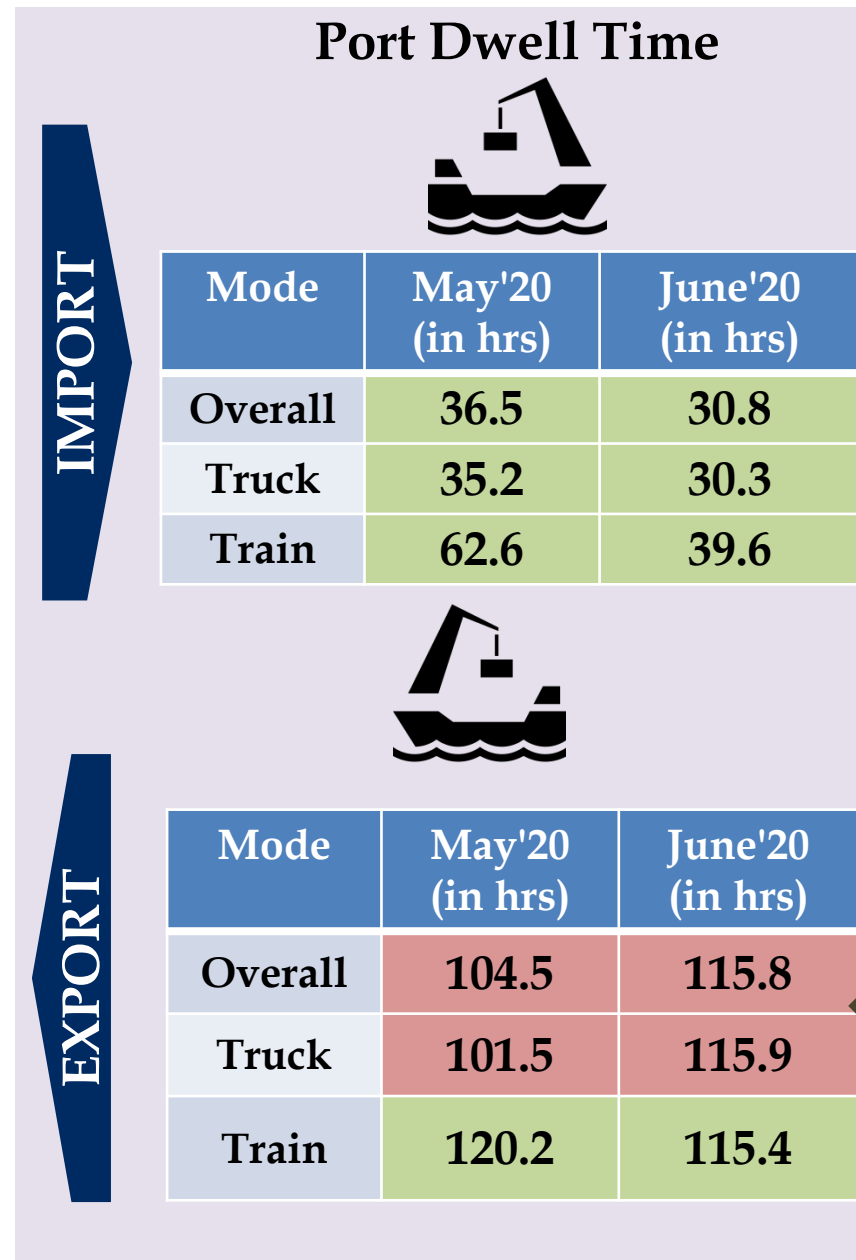 Port Dwell Time
IMPORT
Mode May'20 June'20
(in hrs) (in hrs)
Overall 36.5 30.8
Truck 35.2 30.3
Train 62.6 39.6
EXPORT
Mode May'20 June'20
(in hrs) (in hrs)
Overall 104.5 115.8
Truck 101.5 115.9
Train 120.2 115.4